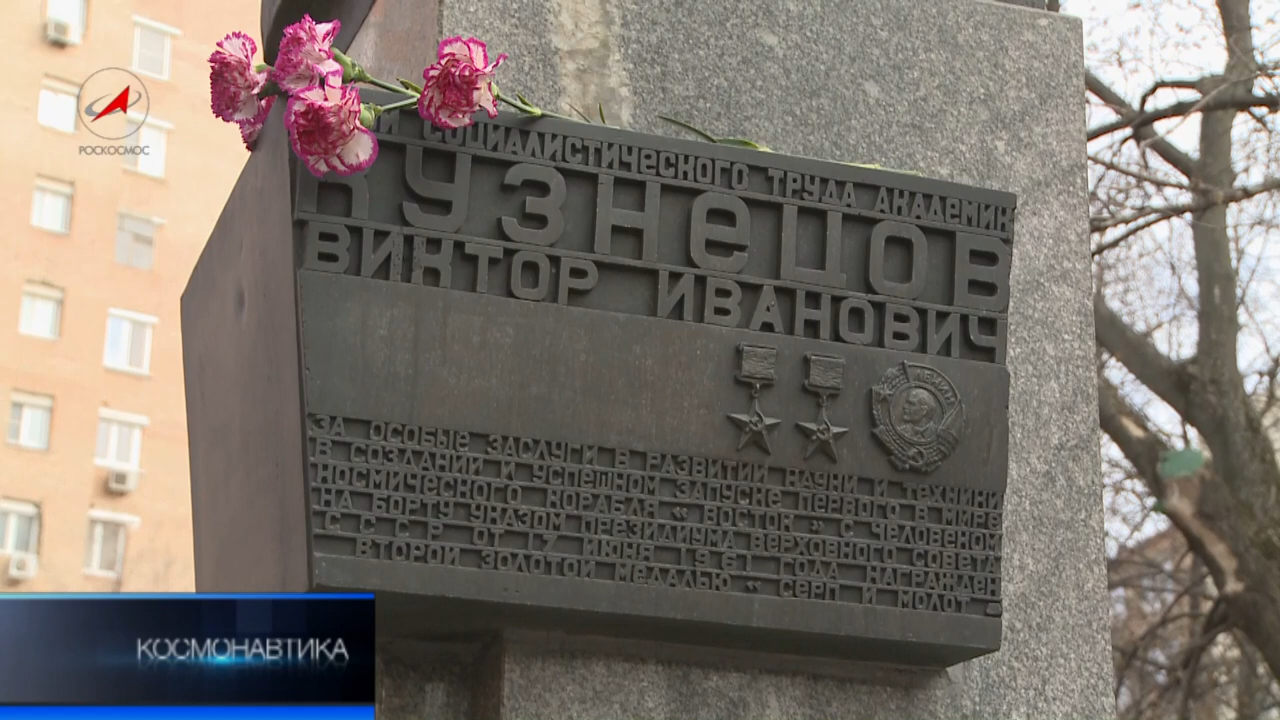 РОСКОСМОС
СОЦИАЛИСТИЧЕСКОГО ТРУДА АКАДЕМИК
КУЗНЕЦОВ
ВИКТОР ИВАНОВИЧ
ЛЕНИН
ЗА ОСОБЫЕ ЗАСЛУГИ В РАЗВИТИИ НАУКИ И ТЕХНИКИ
В СОЗДАНИИ И УСПЕШНОМ ЗАПУСКЕ ПЕРВОГО В МИРЕ
КОСМИЧЕСКОГО КОРАБЛЯ « ВОСТОК » С ЧЕЛОВЕКОМ
НА БОРТУ УКАЗОМ ПРЕЗИДИУМА ВЕРХОВНОГО СОВЕТА
С С С Р ОТ 17 ИЮНЯ 1961 ГОДА НАГРАЖДЕН
ВТОРОЙ ЗОЛОТОЙ МЕДАЛЬЮ « СЕРП И МОЛОТ »
КОСМОНАВТИКА